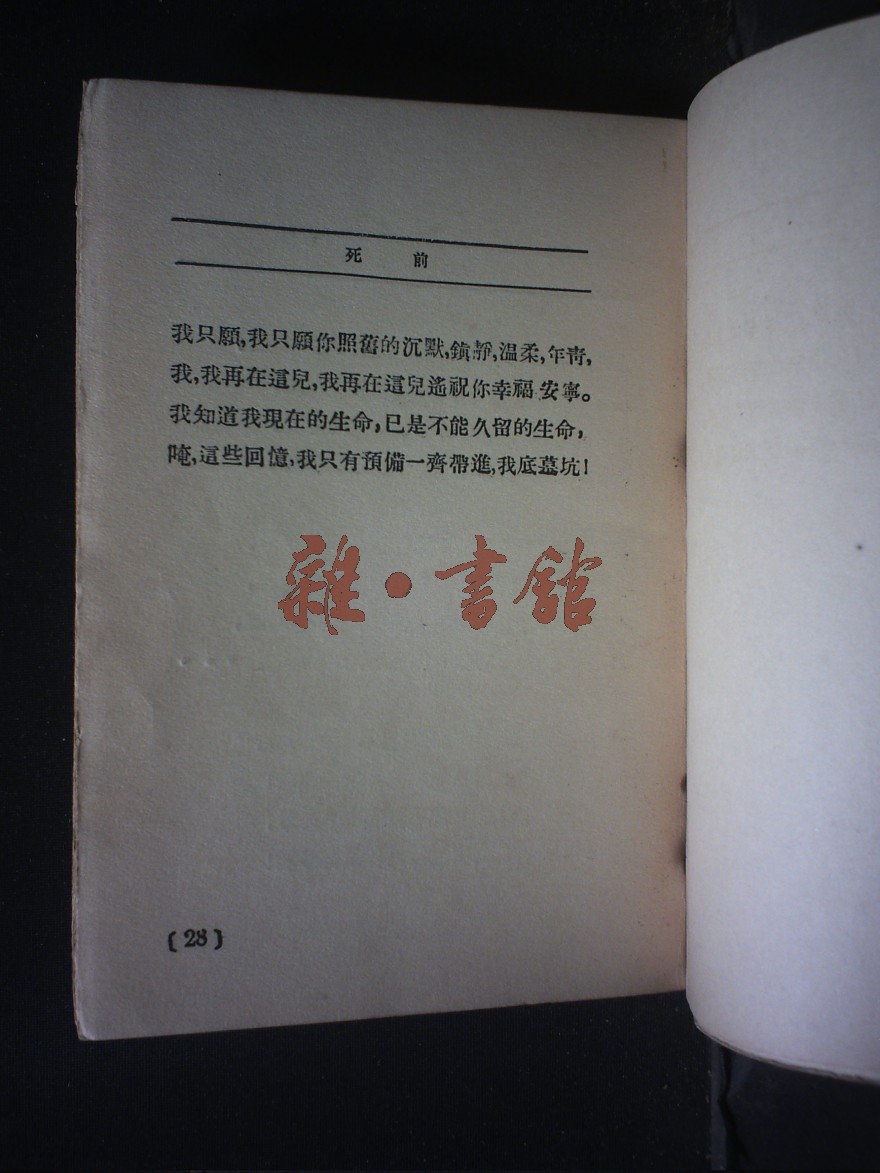 死 前
我只願,我只願你照舊的沉默,鎮靜,溫柔,年靑,
我,我再在這兒,我再在這兒遙祝你幸福安寧。
我知道我現在的生命,已是不能久留的生命,
唵,這些回憶,我只有預備一齊帶進,我底墓坑!
雜·書舘
(28)